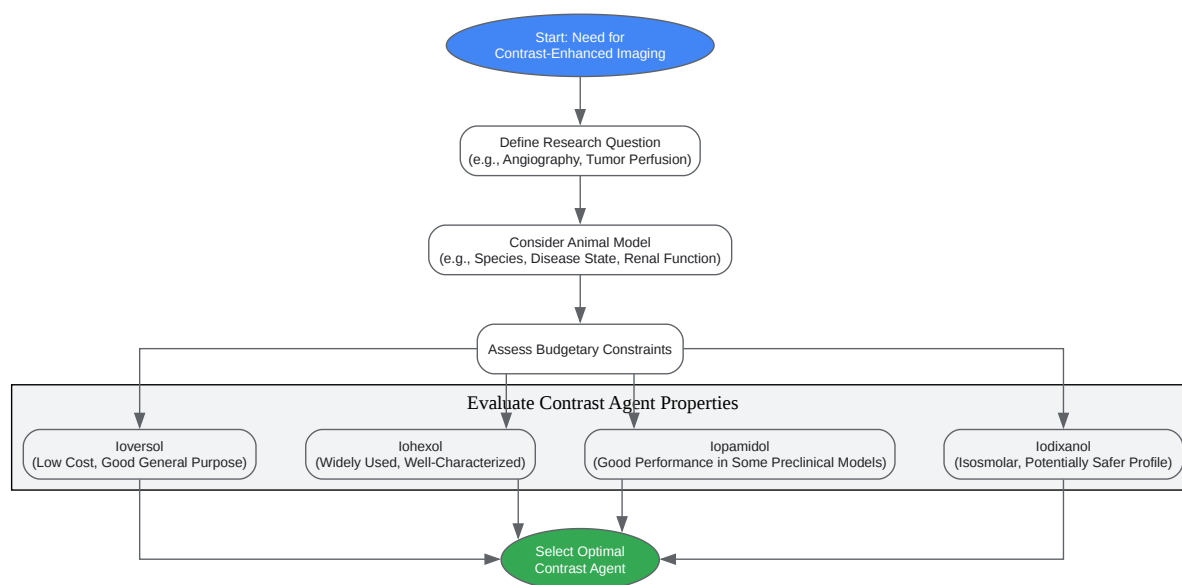 Start: Need for
Contrast-Enhanced Imaging
Define Research Question
(e.g., Angiography, Tumor Perfusion)
Consider Animal Model
(e.g., Species, Disease State, Renal Function)
Assess Budgetary Constraints
Evaluate Contrast Agent Properties
Ioversol
(Low Cost, Good General Purpose)
Iohexol
(Widely Used, Well-Characterized)
Iopamidol
(Good Performance in Some Preclinical Models)
Iodixanol
(Isosmolar, Potentially Safer Profile)
Select Optimal
Contrast Agent